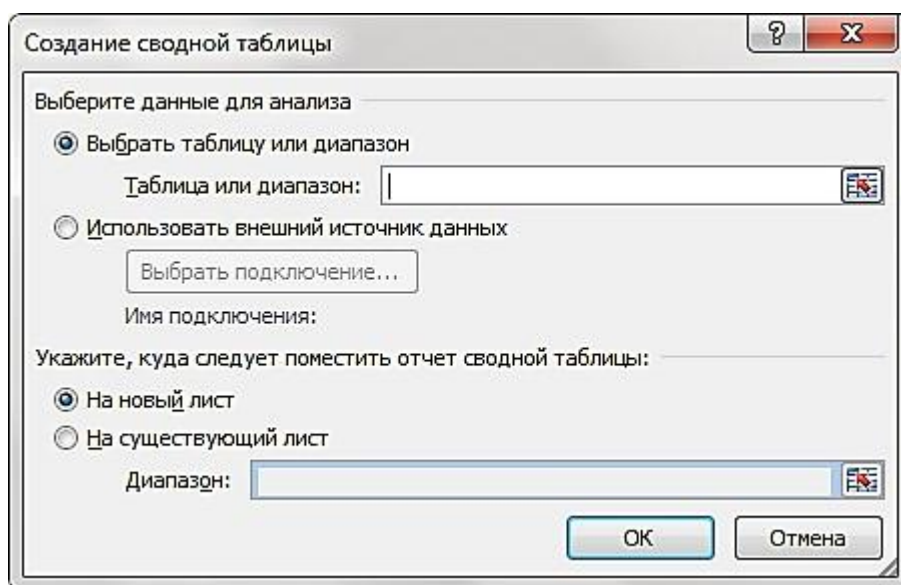 Создание сводной таблицы
Выберите данные для анализа
Выбрать таблицу или диапазон
Таблица или диапазон:
Использовать внешний источник данных
Выбрать подключение...
Имя подключения:
Укажите, куда следует поместить отчет сводной таблицы:
На новый лист
На существующий лист
Диапазон:
ОК Отмена